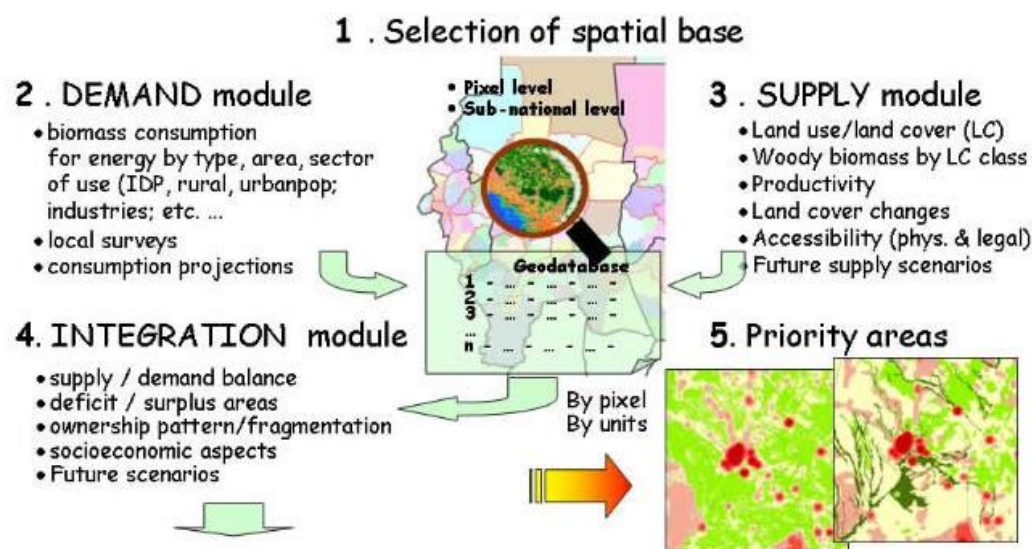 1 . Selection of spatial base
• Pixel level
• Sub-national level
2 . DEMAND module
• biomass consumption
for energy by type, area, sector
of use (IDP, rural, urbanpop;
industries; etc. ...
• local surveys
• consumption projections
3 . SUPPLY module
• Land use/land cover (LC)
• Woody biomass by LC class
• Productivity
• Land cover changes
• Accessibility (phys. & legal)
• Future supply scenarios
Geodatabase
1 - ... - ... - ... -
2 - ... - ... - ... -
3 - ... - ... - ... -
...
n - ... - ... - ... -
4. INTEGRATION module
• supply / demand balance
• deficit / surplus areas
• ownership pattern/fragmentation
• socioeconomic aspects
• Future scenarios
By pixel
By units
5. Priority areas